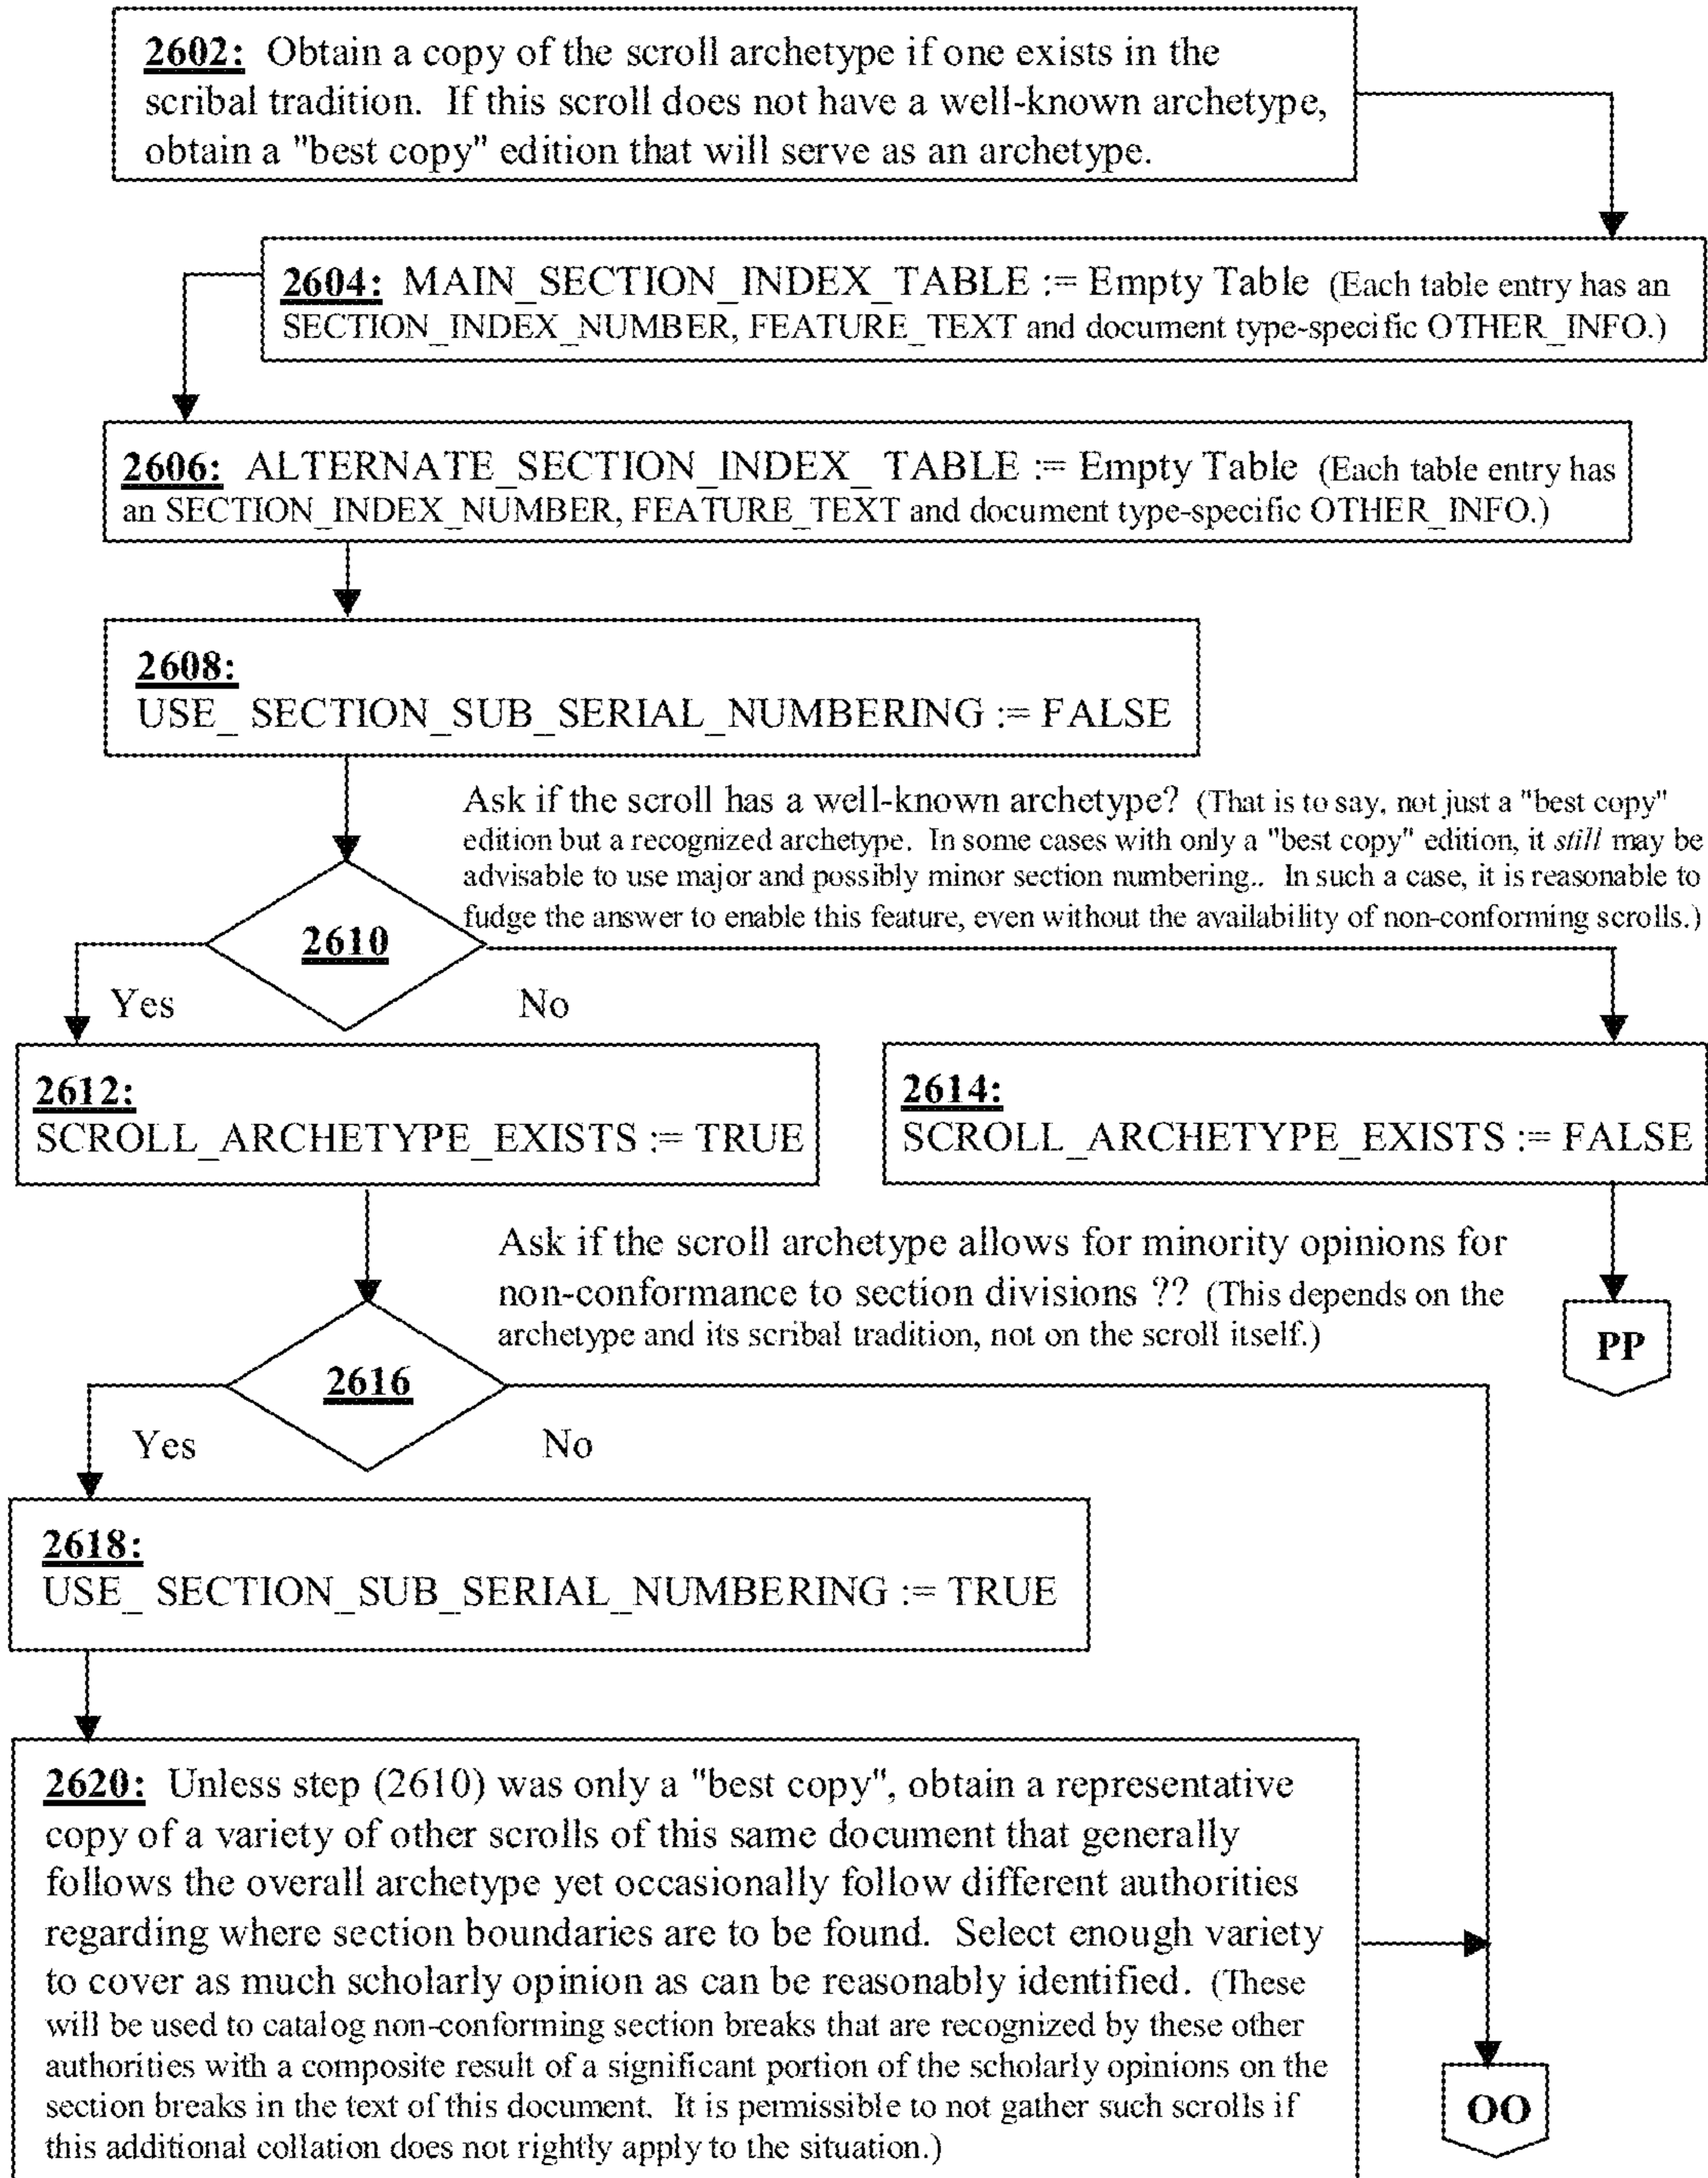 2602: Obtain a copy of the scroll archetype if one exists in the
scribal tradition. If this scroll does not have a well-known archetype,
obtain a "best copy" edition that will serve as an archetype.
2604: MAIN_SECTION_INDEX_TABLE := Empty Table (Each table entry has an
SECTION_INDEX_NUMBER, FEATURE_TEXT and document type-specific OTHER_INFO.)
2606: ALTERNATE_SECTION_INDEX_ TABLE := Empty Table (Each table entry has
an SECTION_INDEX_NUMBER, FEATURE_TEXT and document type-specific OTHER_INFO.)
2608:
USE_ SECTION_SUB_SERIAL_NUMBERING := FALSE
Ask if the scroll has a well-known archetype? (That is to say, not just a "best copy"
edition but a recognized archetype. In some cases with only a "best copy" edition, it still may be
advisable to use major and possibly minor section numbering.. In such a case, it is reasonable to
fudge the answer to enable this feature, even without the availability of non-conforming scrolls.)
2610
Yes
No
2612:
SCROLL_ARCHETYPE_EXISTS := TRUE
2614:
SCROLL_ARCHETYPE_EXISTS := FALSE
Ask if the scroll archetype allows for minority opinions for
non-conformance to section divisions ?? (This depends on the
archetype and its scribal tradition, not on the scroll itself.)
PP
2616
Yes
No
2618:
USE_ SECTION_SUB_SERIAL_NUMBERING := TRUE
2620: Unless step (2610) was only a "best copy", obtain a representative
copy of a variety of other scrolls of this same document that generally
follows the overall archetype yet occasionally follow different authorities
regarding where section boundaries are to be found. Select enough variety
to cover as much scholarly opinion as can be reasonably identified. (These
will be used to catalog non-conforming section breaks that are recognized by these other
authorities with a composite result of a significant portion of the scholarly opinions on the
section breaks in the text of this document. It is permissible to not gather such scrolls if
this additional collation does not rightly apply to the situation.)
OO